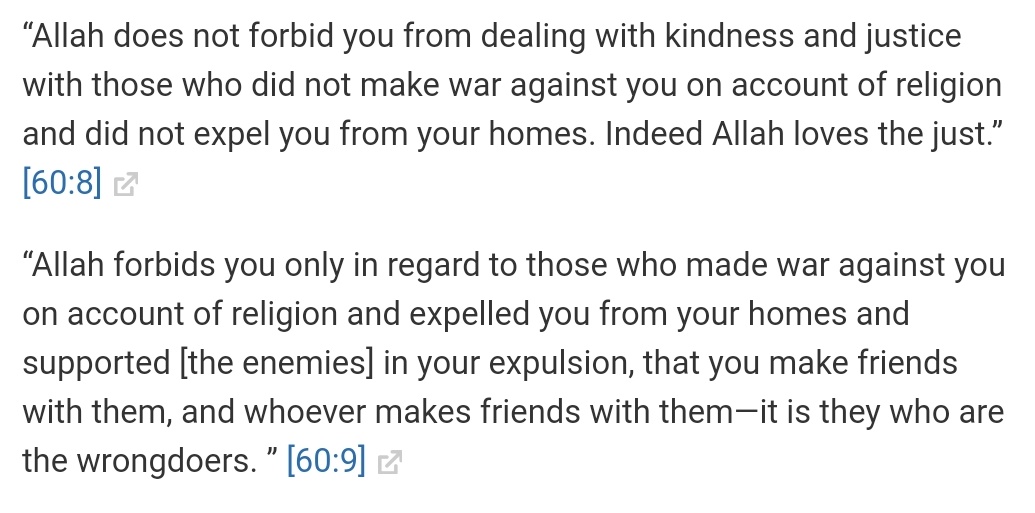 “Allah does not forbid you from dealing with kindness and justice
with those who did not make war against you on account of religion
and did not expel you from your homes. Indeed Allah loves the just.”
[60:8]
“Allah forbids you only in regard to those who made war against you
on account of religion and expelled you from your homes and
supported [the enemies] in your expulsion, that you make friends
with them, and whoever makes friends with them—it is they who are
the wrongdoers. ” [60:9]